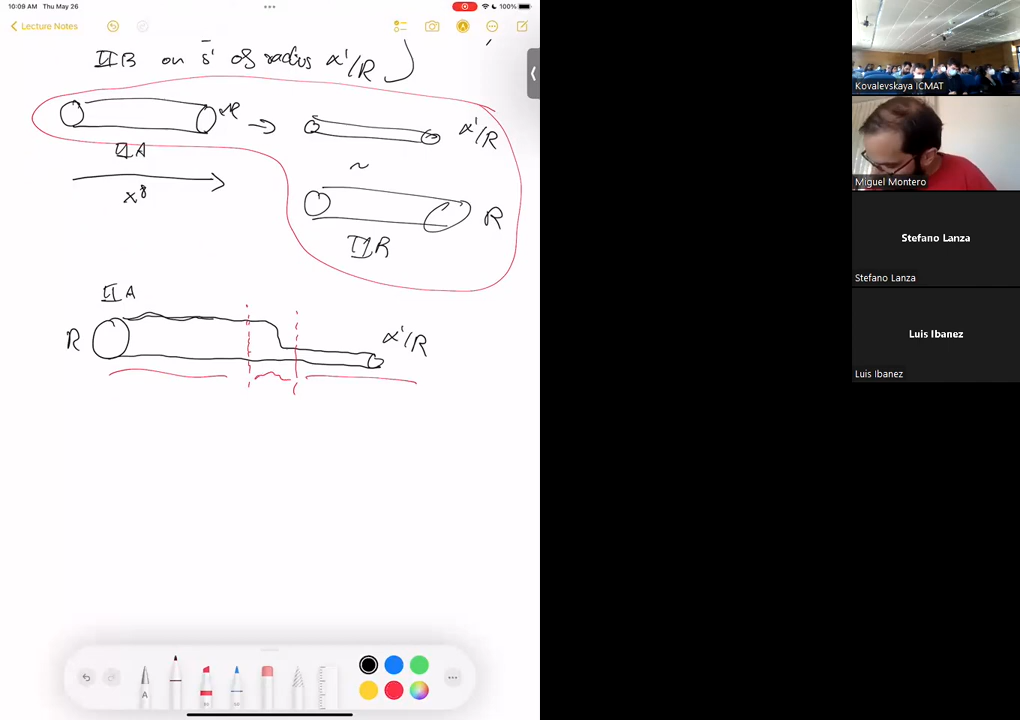 10:09 AM Thu May 26
100%
Lecture Notes
IIB on S¹ of radius α'/R
R
α'/R
IIA
~
x⁸
R
IIB
IIA
R
α'/R
A
Kovalevskaya ICMAT
Miguel Montero
Stefano Lanza
Stefano Lanza
Luis Ibanez
Luis Ibanez